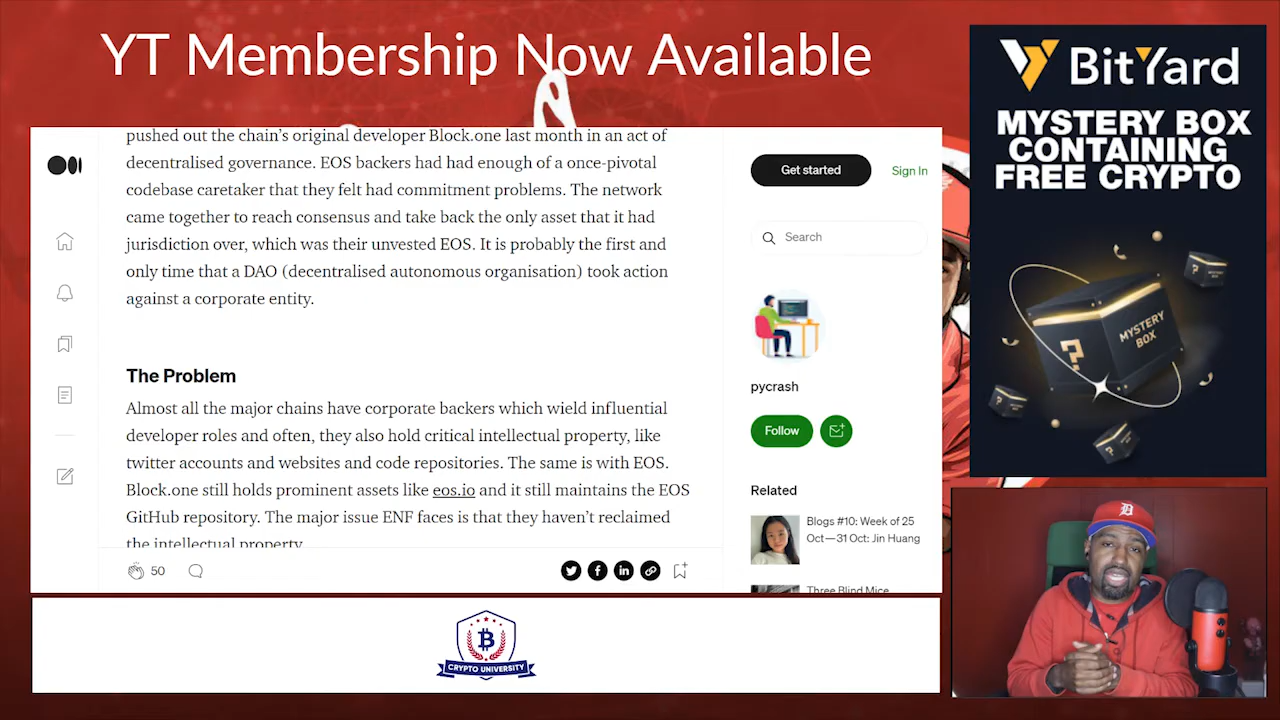 YT Membership Now Available
pushed out the chain's original developer Block.one last month in an act of
decentralised governance. EOS backers had had enough of a once-pivotal
codebase caretaker that they felt had commitment problems. The network
came together to reach consensus and take back the only asset that it had
jurisdiction over, which was their unvested EOS. It is probably the first and
only time that a DAO (decentralised autonomous organisation) took action
against a corporate entity.
The Problem
Almost all the major chains have corporate backers which wield influential
developer roles and often, they also hold critical intellectual property, like
twitter accounts and websites and code repositories. The same is with EOS.
Block.one still holds prominent assets like eos.io and it still maintains the EOS
GitHub repository. The major issue ENF faces is that they haven't reclaimed
the intellectual property
50
Get started
Sign In
Search
pycrash
Follow
Related
Blogs #10: Week of 25
Oct—31 Oct: Jin Huang
Three Blind Mice
BitYard
MYSTERY BOX
CONTAINING
FREE CRYPTO
?
MYSTERY
BOX
CRYPTO UNIVERSITY
D